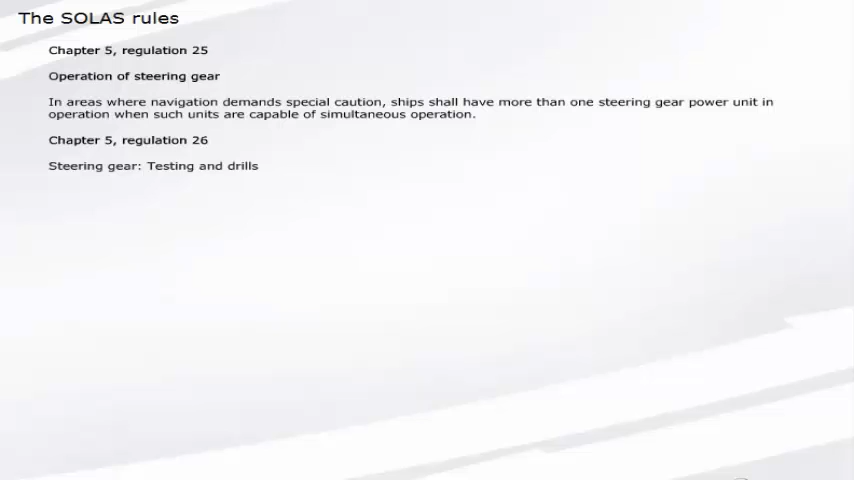 The SOLAS rules
Chapter 5, regulation 25
Operation of steering gear
In areas where navigation demands special caution, ships shall have more than one steering gear power unit in
operation when such units are capable of simultaneous operation.
Chapter 5, regulation 26
Steering gear: Testing and drills